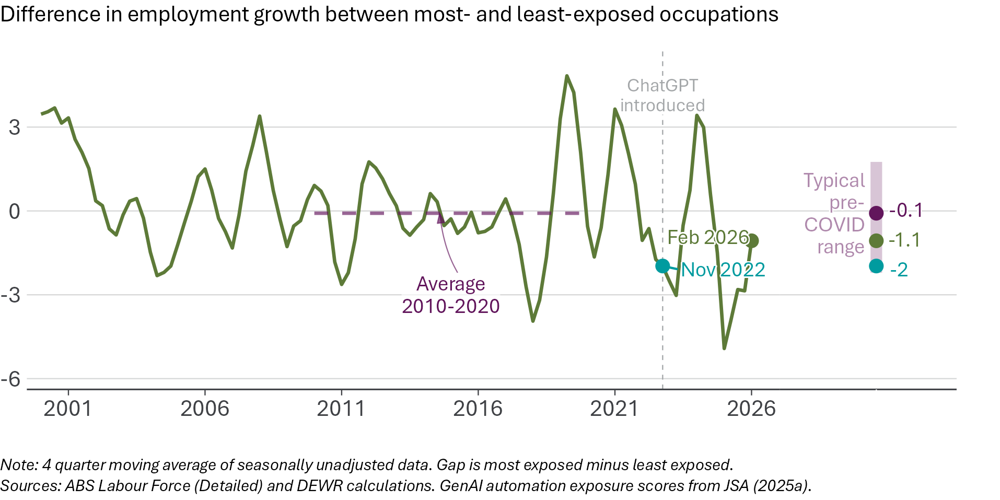 Difference in employment growth between most- and least-exposed occupations
ChatGPT
introduced
3
0
-3
-6
Typical
pre-
COVID
range
-0.1
-1.1
-2
Feb 2026
Nov 2022
Average
2010-2020
2001
2006
2011
2016
2021
2026
Note: 4 quarter moving average of seasonally unadjusted data. Gap is most exposed minus least exposed.
Sources: ABS Labour Force (Detailed) and DEWR calculations. GenAI automation exposure scores from JSA (2025a).